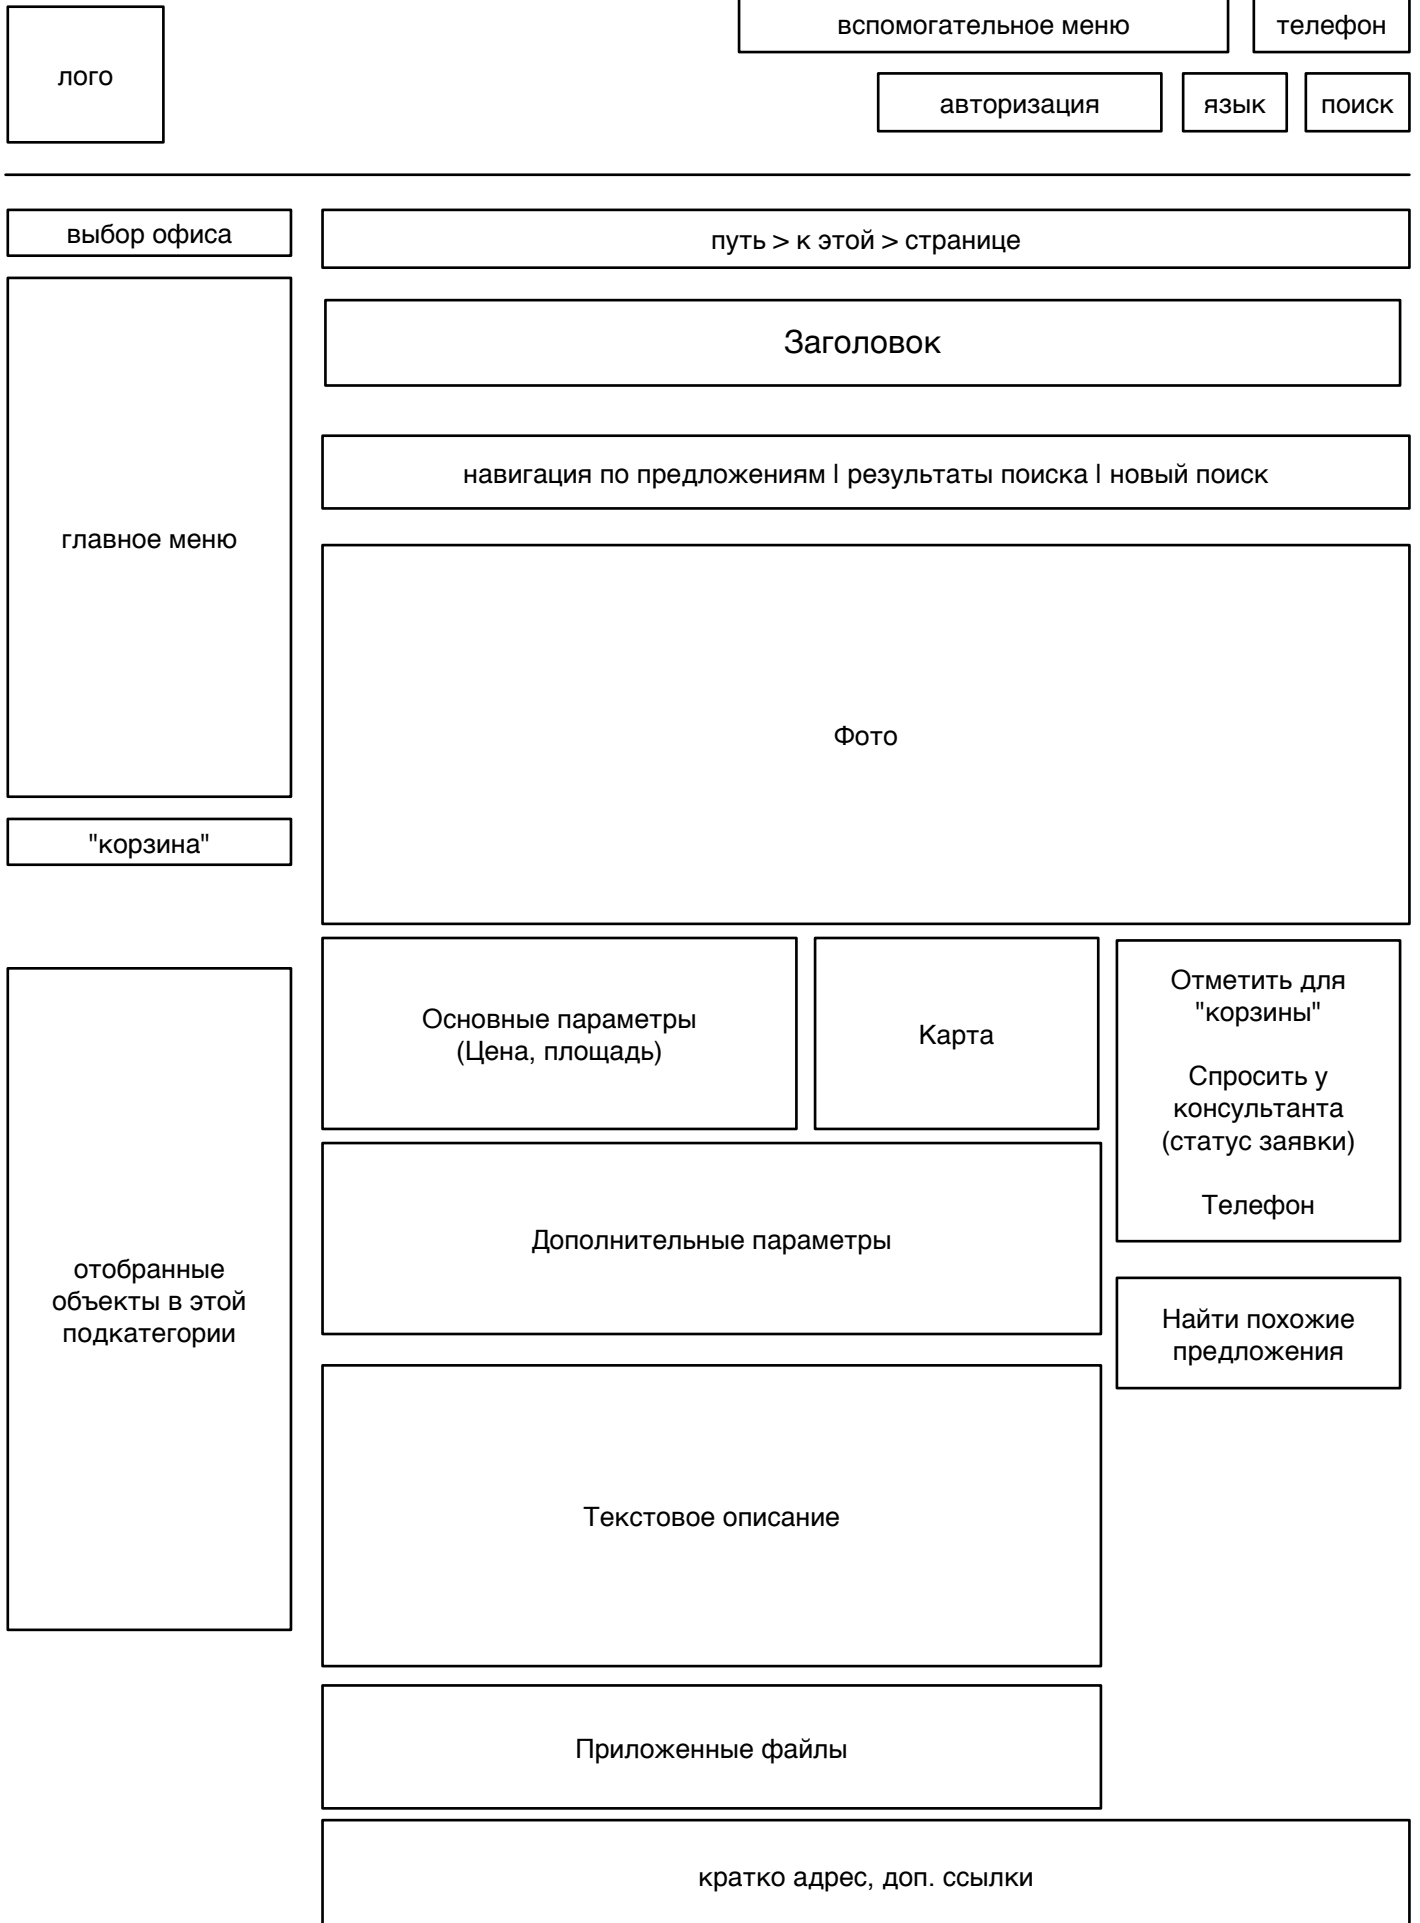 лого
вспомогательное меню
телефон
авторизация
язык
поиск
выбор офиса
путь > к этой > странице
Заголовок
навигация по предложениям | результаты поиска | новый поиск
главное меню
Фото
"корзина"
Основные параметры
(Цена, площадь)
Карта
Отметить для
"корзины"
Спросить у
консультанта
(статус заявки)
Телефон
Дополнительные параметры
отобранные
объекты в этой
подкатегории
Найти похожие
предложения
Текстовое описание
Приложенные файлы
кратко адрес, доп. ссылки